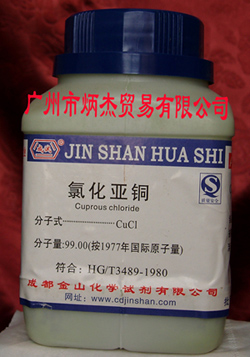 广州市炳杰贸易有限公司
JIN SHAN HUA SHI
氯化亚铜
Cuprous chloride
分子式 CuCl
分子量:99.00(按1977年国际原子量)
符合: HG/T3489-1980
成都金山化学试剂有限公司
网址: www.cdjinshan.com